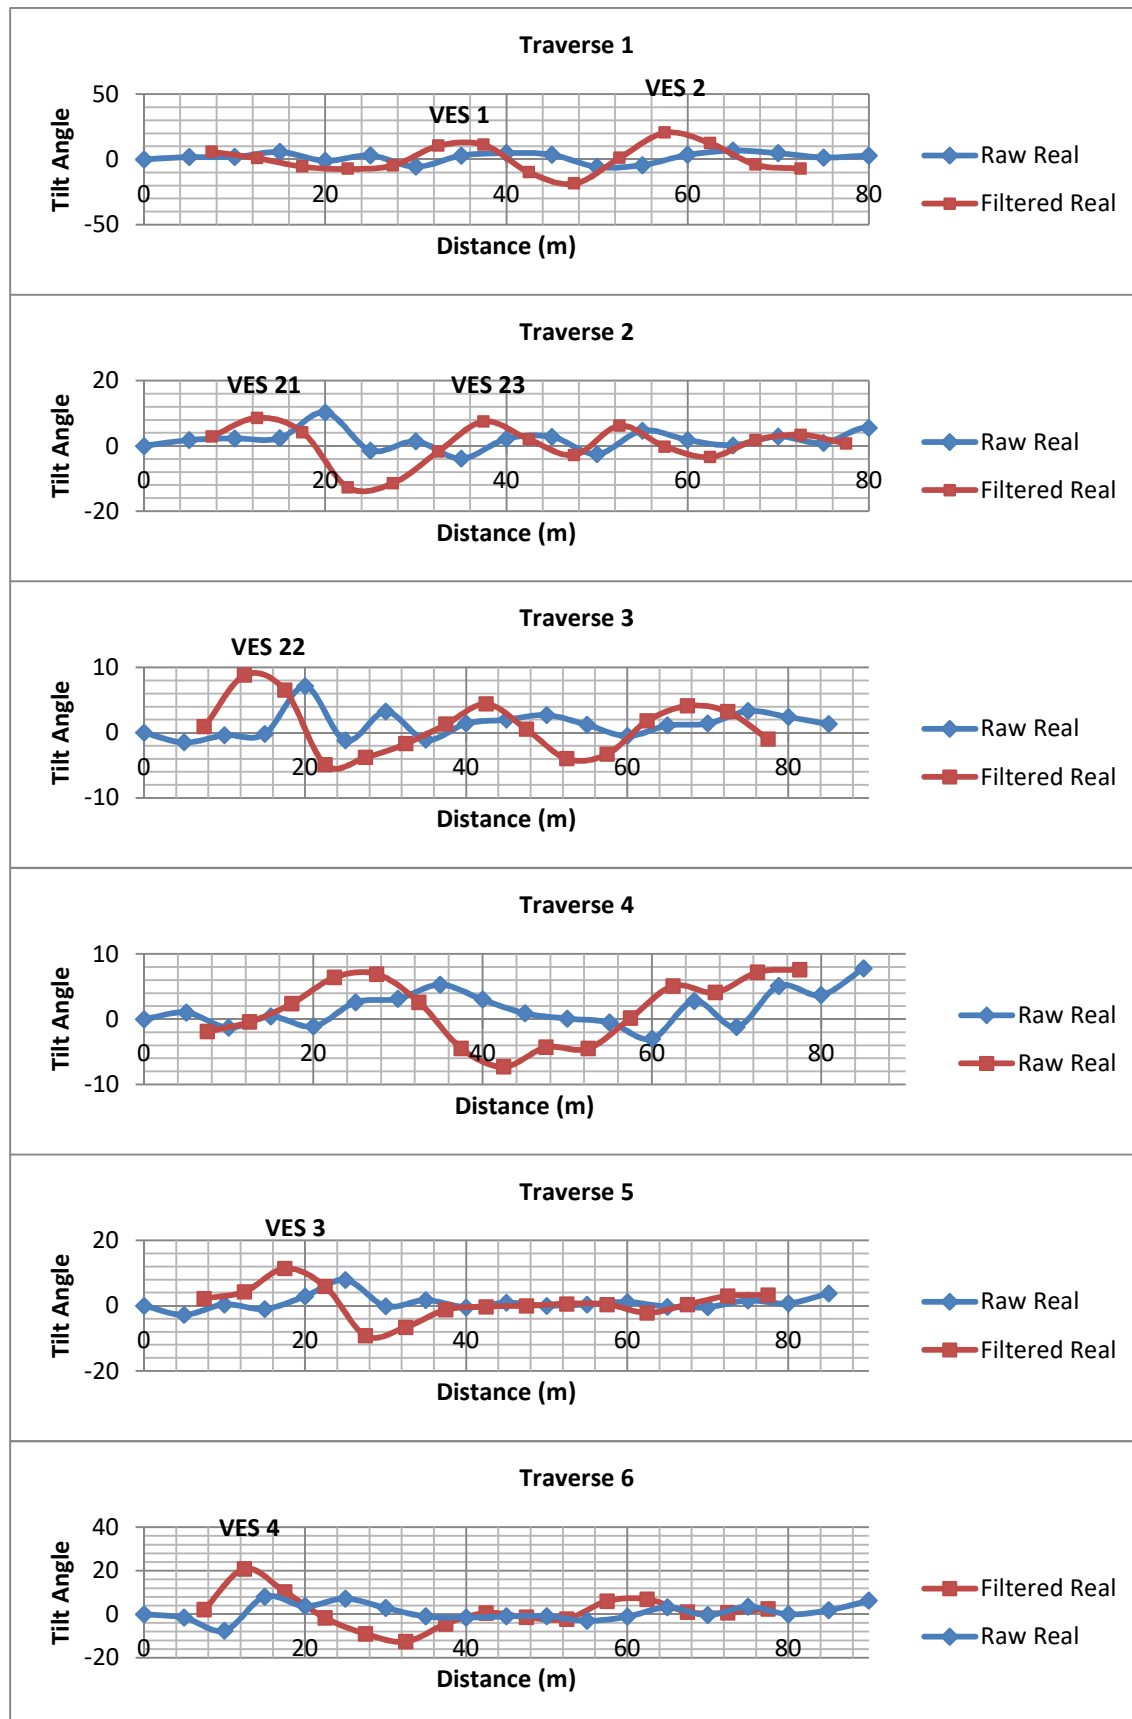 Traverse 1
VES 2
VES 1
50
0
-50
Tilt Angle
0 20 40 60 80
Distance (m)
Raw Real
Filtered Real
Traverse 2
VES 21 VES 23
20
0
-20
Tilt Angle
0 20 40 60 80
Distance (m)
Raw Real
Filtered Real
Traverse 3
VES 22
10
0
-10
Tilt Angle
0 20 40 60 80
Distance (m)
Raw Real
Filtered Real
Traverse 4
10
0
-10
Tilt Angle
0 20 40 60 80
Distance (m)
Raw Real
Raw Real
Traverse 5
VES 3
20
0
-20
Tilt Angle
0 20 40 60 80
Distance (m)
Raw Real
Filtered Real
Traverse 6
VES 4
40
20
0
-20
Tilt Angle
0 20 40 60 80
Distance (m)
Filtered Real
Raw Real